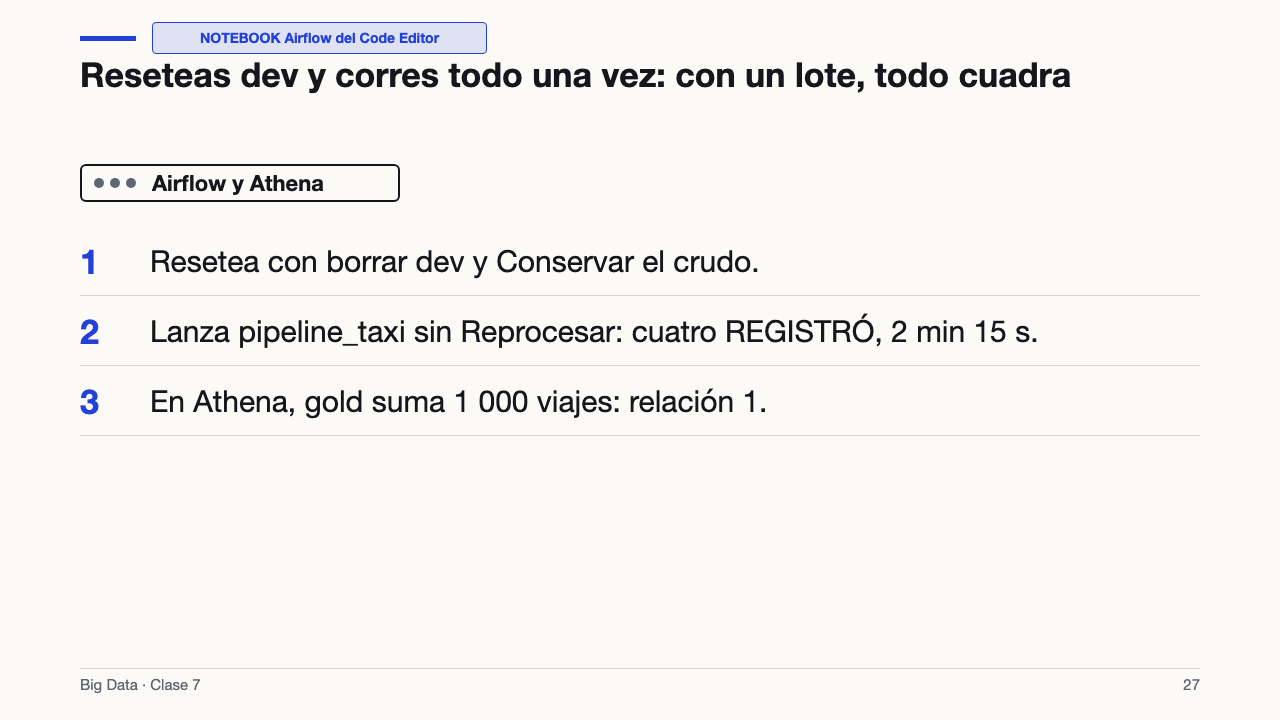 NOTEBOOK Airflow del Code Editor
Reseteas dev y corres todo una vez: con un lote, todo cuadra
Airflow y Athena
1 Resetea con borrar dev y Conservar el crudo.
2 Lanza pipeline_taxi sin Reprocesar: cuatro REGISTRÓ, 2 min 15 s.
3 En Athena, gold suma 1 000 viajes: relación 1.
Big Data · Clase 7 27